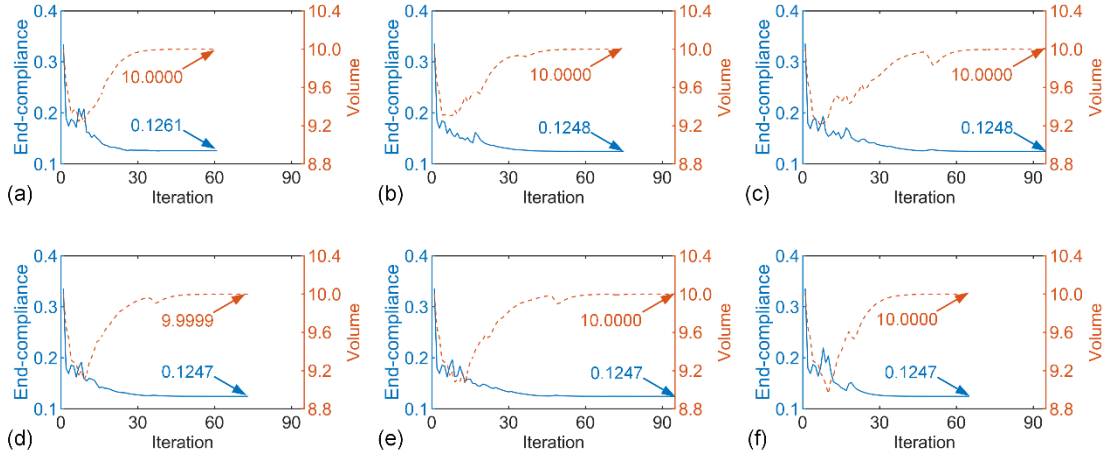 0.4 10.4 0.4 10.4 0.4 10.4
End-compliance 0.3 10.0 Volume End-compliance 0.3 10.0 Volume End-compliance 0.3 10.0 Volume
10.0000 10.0000 10.0000
9.6 9.6 9.6
0.2 0.2 0.2
0.1261 9.2 0.1248 9.2 0.1248 9.2
0.1 8.8 0.1 8.8 0.1 8.8
(a) 0 30 60 90 (b) 0 30 60 90 (c) 0 30 60 90
Iteration Iteration Iteration
0.4 10.4 0.4 10.4 0.4 10.4
End-compliance 0.3 10.0 Volume End-compliance 0.3 10.0 Volume End-compliance 0.3 10.0 Volume
9.9999 10.0000 10.0000
9.6 9.6 9.6
0.2 0.2 0.2
0.1247 9.2 0.1247 9.2 0.1247 9.2
0.1 8.8 0.1 8.8 0.1 8.8
(d) 0 30 60 90 (e) 0 30 60 90 (f) 0 30 60 90
Iteration Iteration Iteration